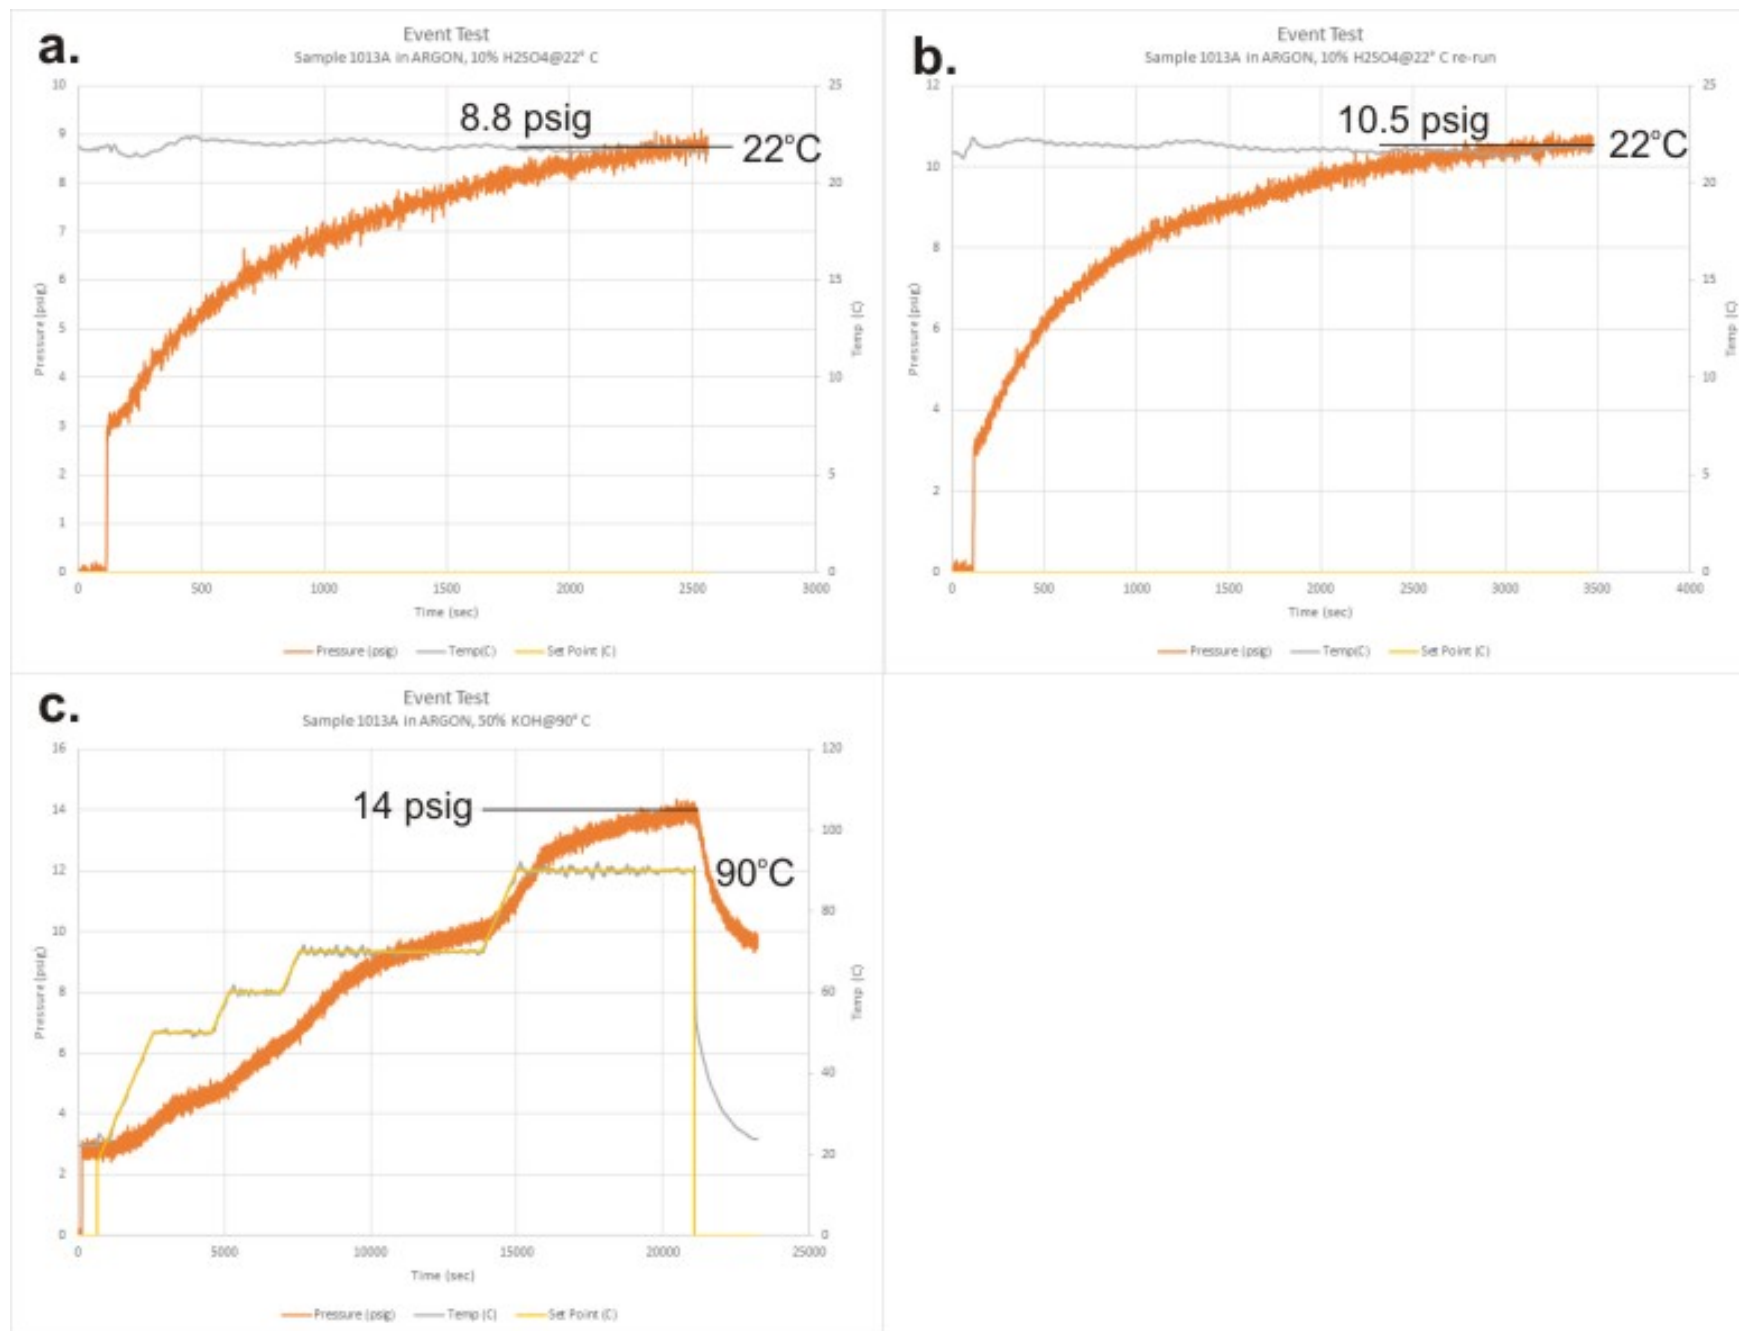 a.
Event Test
Sample 1013A in ARGON, 10% H2SO4@22° C
8.8 psig
22°C
10
9
8
7
6
5
4
3
2
1
0
Pressure (psig)
25
20
15
10
5
0
Temp (C)
0 500 1000 1500 2000 2500 3000
Time (sec)
Pressure (psig) Temp(C) Set Point (C)
b.
Event Test
Sample 1013A in ARGON, 10% H2SO4@22° C re-run
10.5 psig
22°C
12
10
8
6
4
2
0
Pressure (psig)
25
20
15
10
5
0
Temp (C)
0 500 1000 1500 2000 2500 3000 3500 4000
Time (sec)
Pressure (psig) Temp(C) Set Point (C)
c.
Event Test
Sample 1013A in ARGON, 50% KOH@90° C
14 psig
90°C
16
14
12
10
8
6
4
2
0
Pressure (psig)
120
100
80
60
40
20
0
Temp (C)
0 5000 10000 15000 20000 25000
Time (sec)
Pressure (psig) Temp (C) Set Point (C)